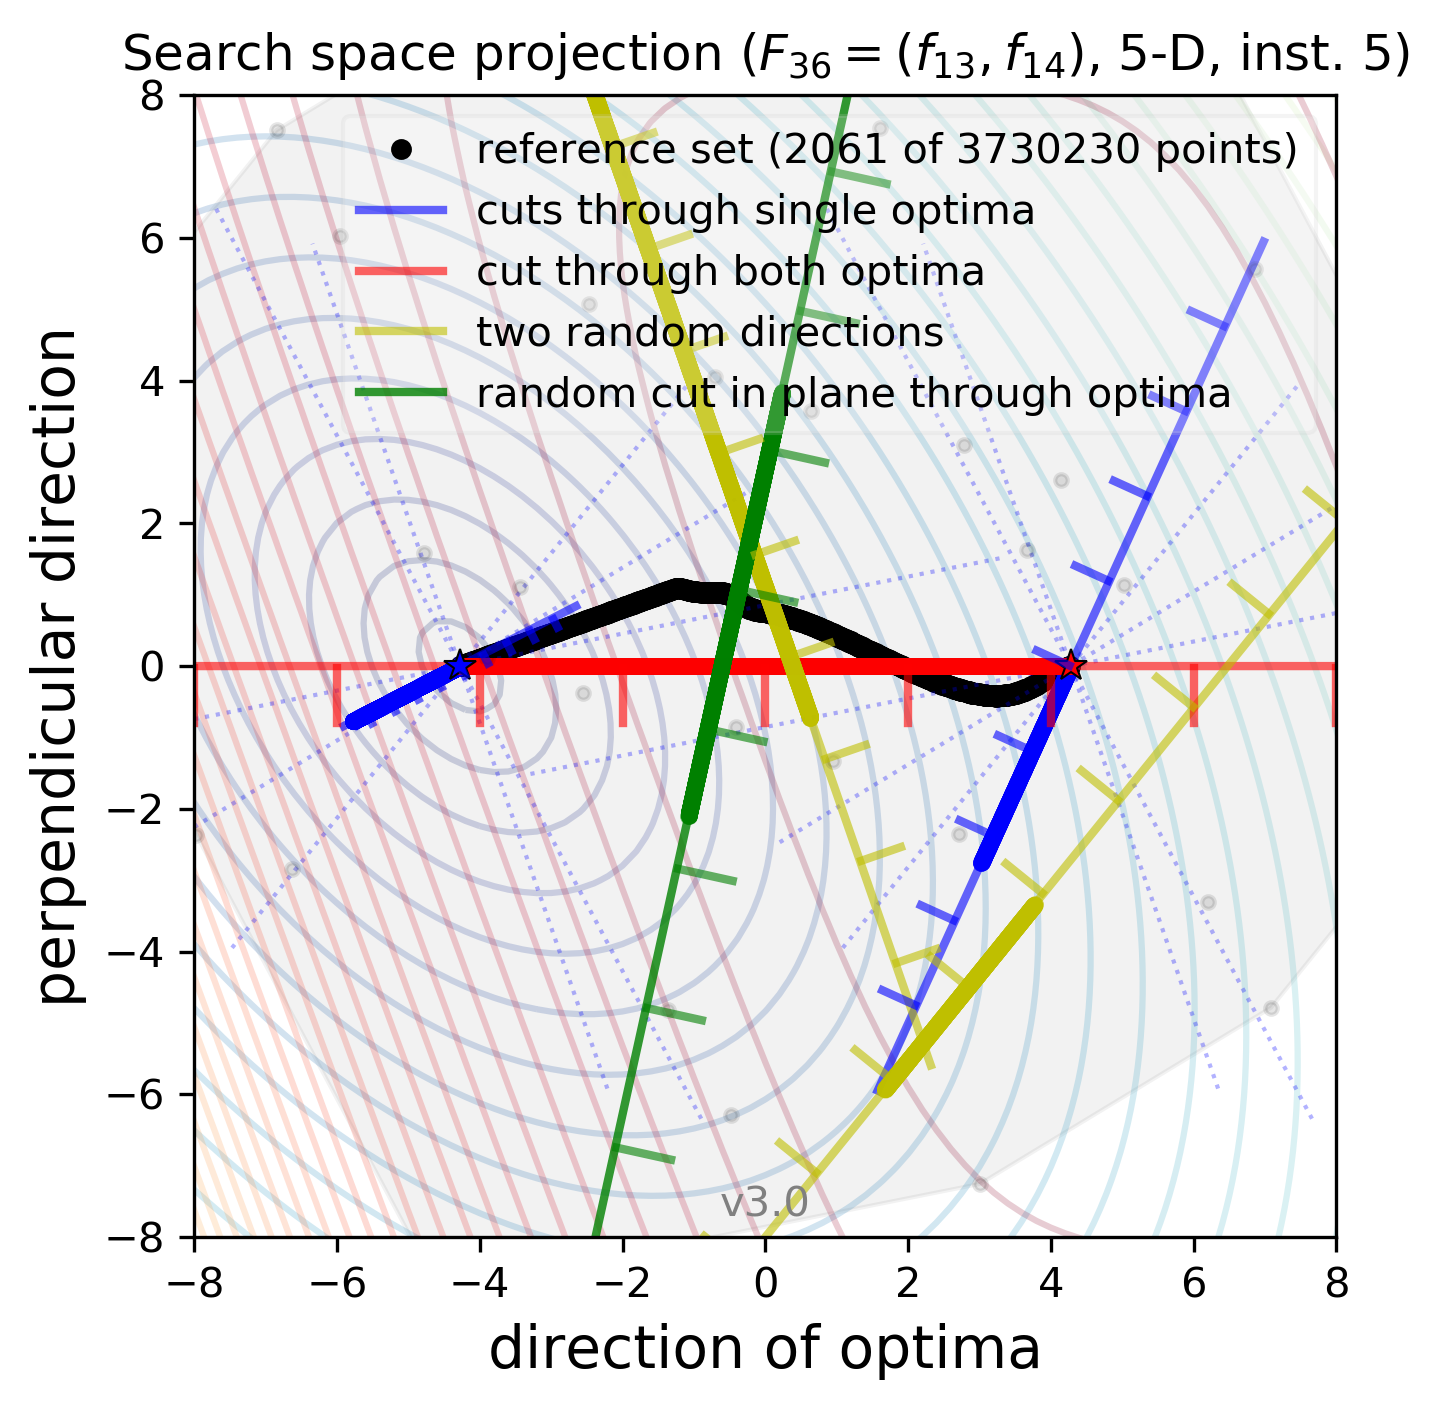 Search space projection (F36 = (f13, f14), 5-D, inst. 5)
reference set (2061 of 3730230 points)
cuts through single optima
cut through both optima
two random directions
random cut in plane through optima
perpendicular direction
8
6
4
2
0
−2
−4
−6
−8
v3.0
−8 −6 −4 −2 0 2 4 6 8
direction of optima